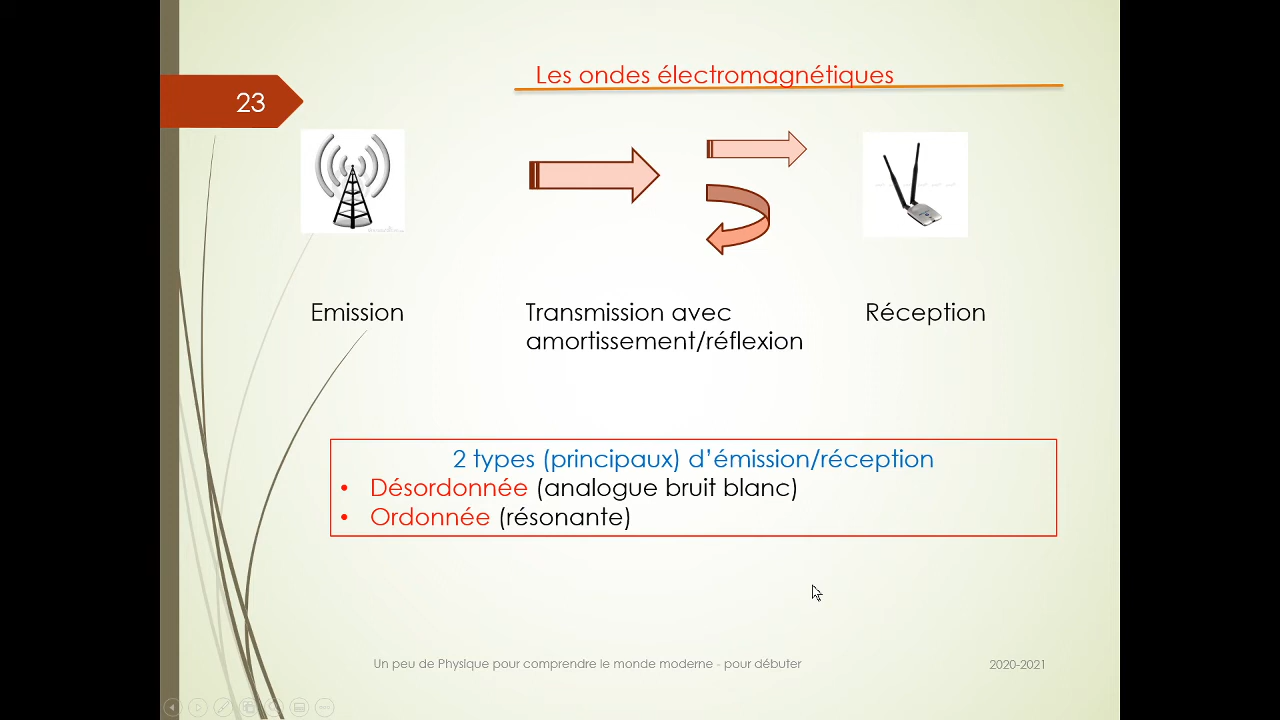 Les ondes électromagnétiques
23
Emission
Transmission avec
amortissement/réflexion
Réception
2 types (principaux) d'émission/réception
• Désordonnée (analogue bruit blanc)
• Ordonnée (résonante)
Un peu de Physique pour comprendre le monde moderne - pour débuter
2020-2021